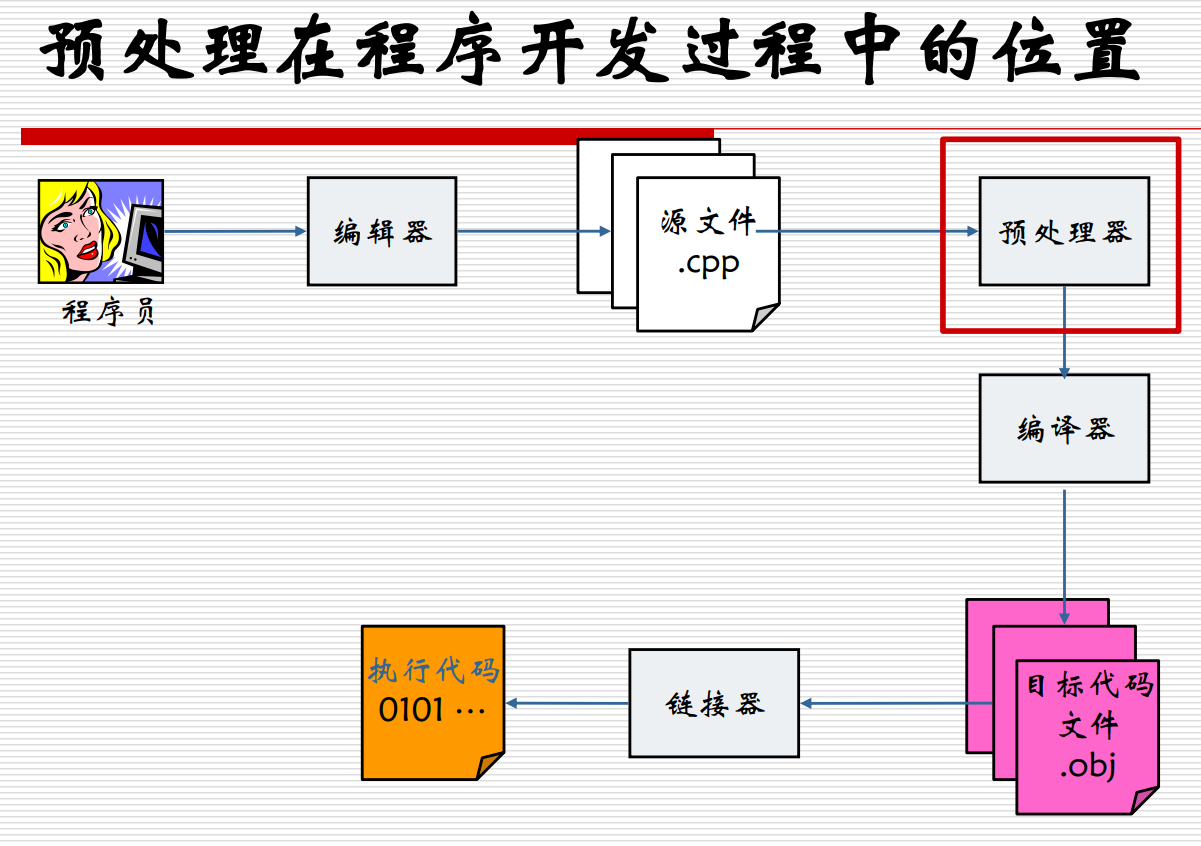 预处理在程序开发过程中的位置
编辑器
源文件
.cpp
预处理器
程序员
编译器
执行代码
0101 …
链接器
目标代码
文件
.obj